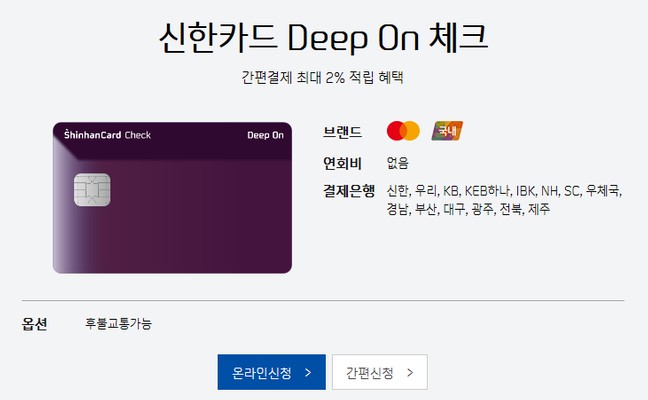 신한카드 Deep On 체크
간편결제 최대 2% 적립 혜택
ShinhanCard Check Deep On
브랜드 국내
연회비 없음
결제은행 신한, 우리, KB, KEB하나, IBK, NH, SC, 우체국,
경남, 부산, 대구, 광주, 전북, 제주
옵션 후불교통가능
온라인신청 >
간편신청 >